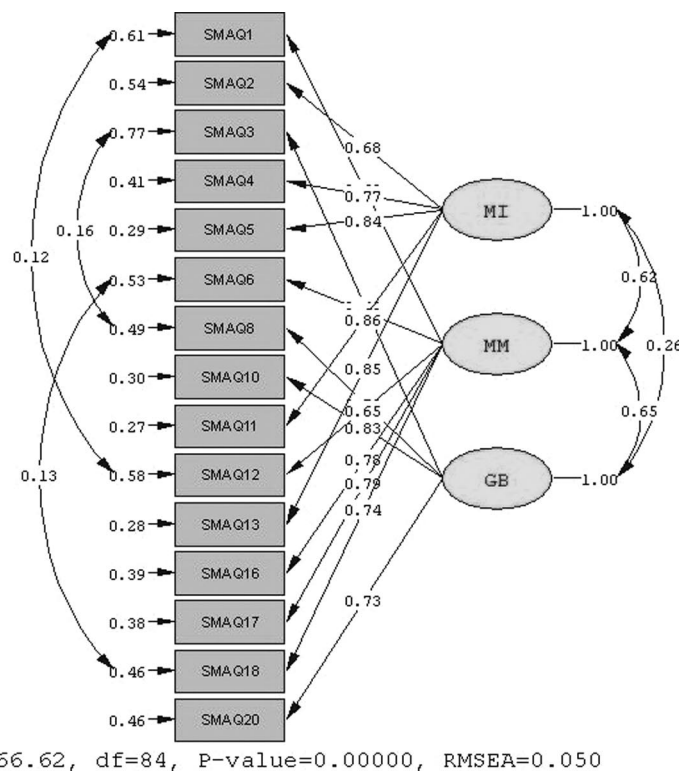 0.61 SMAQ1
0.54 SMAQ2
0.77 SMAQ3
0.68
0.41 SMAQ4
0.77
MI 1.00
0.29 SMAQ5
0.84
0.16
0.12
0.53 SMAQ6
0.62
0.49 SMAQ8
0.86
MM 1.00
0.26
0.30 SMAQ10
0.85
0.65
0.65
0.27 SMAQ11
0.83
0.13
0.58 SMAQ12
0.78
0.79
GB 1.00
0.28 SMAQ13
0.74
0.39 SMAQ16
0.38 SMAQ17
0.73
0.46 SMAQ18
0.46 SMAQ20
66.62, df=84, P-value=0.00000, RMSEA=0.050